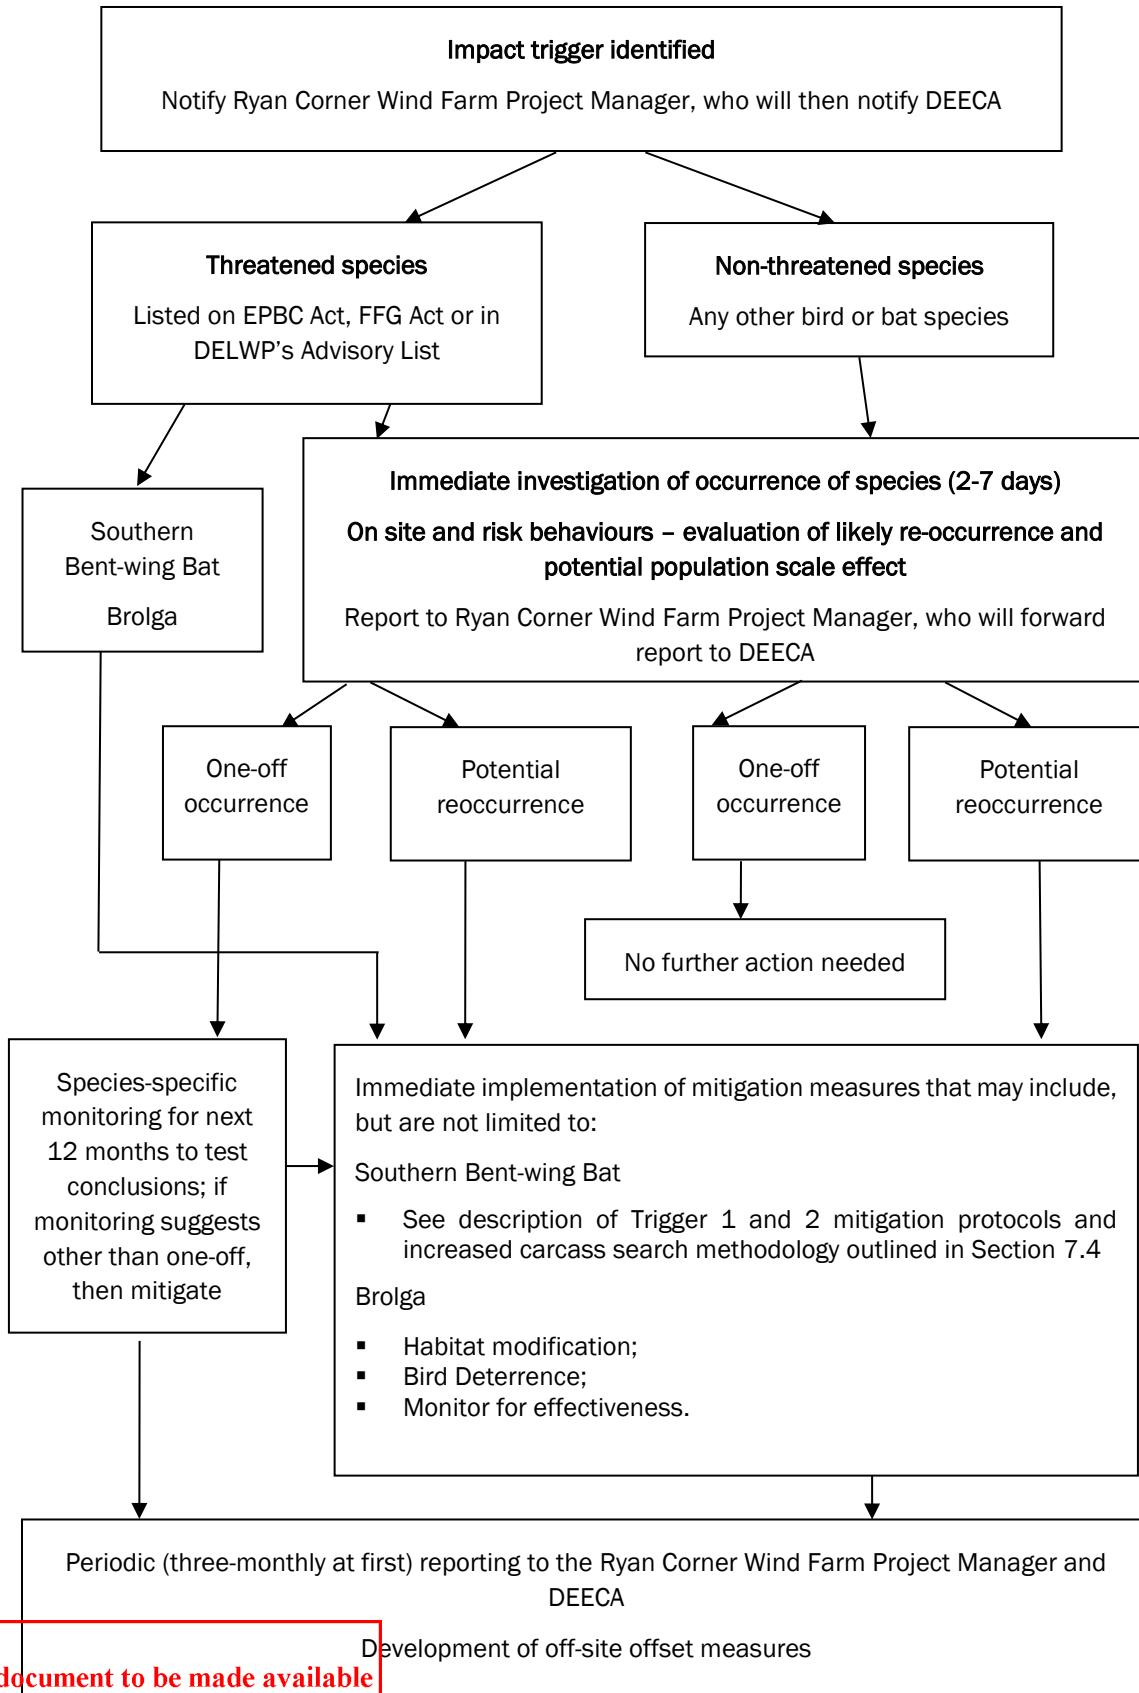 Impact trigger identified
Notify Ryan Corner Wind Farm Project Manager, who will then notify DEECA
Threatened species
Listed on EPBC Act, FFG Act or in
DELWP's Advisory List
Non-threatened species
Any other bird or bat species
Southern
Bent-wing Bat
Brolga
Immediate investigation of occurrence of species (2-7 days)
On site and risk behaviours – evaluation of likely re-occurrence and
potential population scale effect
Report to Ryan Corner Wind Farm Project Manager, who will forward
report to DEECA
One-off
occurrence
Potential
reoccurrence
One-off
occurrence
Potential
reoccurrence
No further action needed
Species-specific
monitoring for next
12 months to test
conclusions; if
monitoring suggests
other than one-off,
then mitigate
Immediate implementation of mitigation measures that may include,
but are not limited to:
Southern Bent-wing Bat
▪ See description of Trigger 1 and 2 mitigation protocols and
increased carcass search methodology outlined in Section 7.4
Brolga
▪ Habitat modification;
▪ Bird Deterrence;
▪ Monitor for effectiveness.
Periodic (three-monthly at first) reporting to the Ryan Corner Wind Farm Project Manager and
DEECA
Development of off-site offset measures
document to be made available